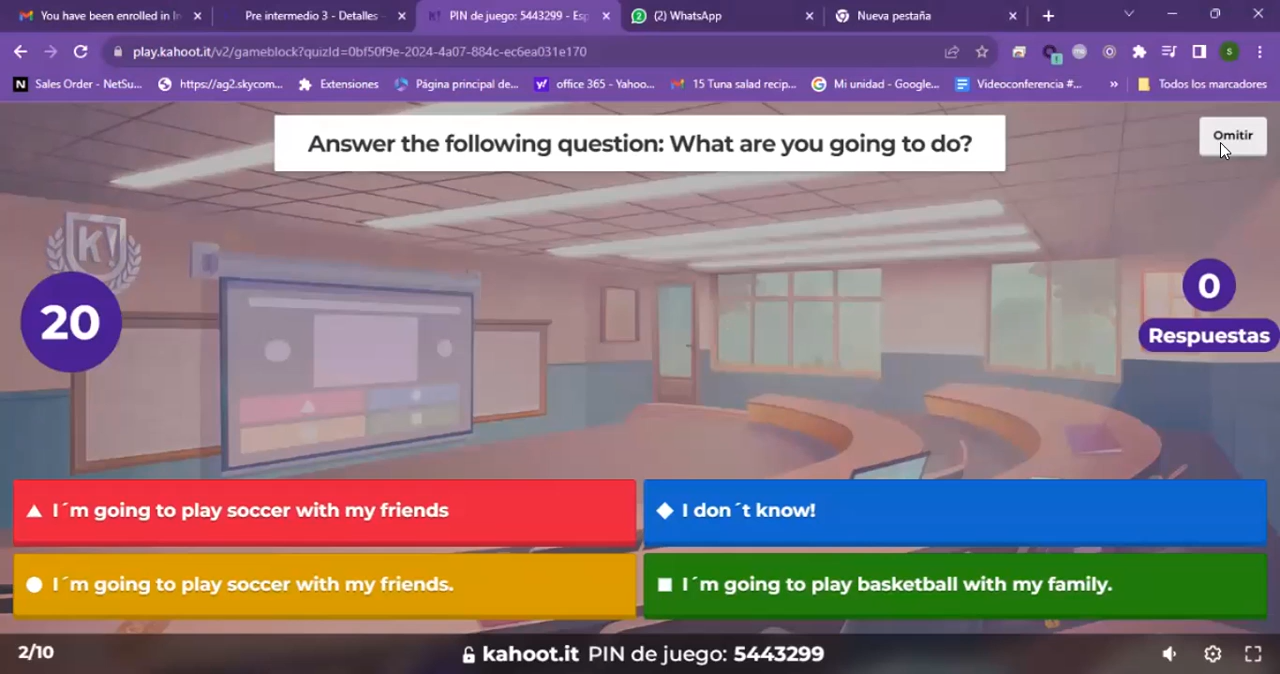 You have been enrolled in In
Pre intermedio 3 - Detalles
PIN de juego: 5443299 - Esp
(2) WhatsApp
Nueva pestaña
play.kahoot.it/v2/gameblock?quizId=0bf50f9e-2024-4a07-884c-ec6ea031e170
S
N Sales Order - NetSu...
https://ag2.skycom...
Extensiones
Página principal de...
office 365 - Yahoo...
15 Tuna salad recip...
Mi unidad - Google...
Videoconferencia #...
»
Todos los marcadores
Answer the following question: What are you going to do?
Omitir
K!
20
0
Respuestas
I´m going to play soccer with my friends
I don´t know!
I´m going to play soccer with my friends.
I´m going to play basketball with my family.
2/10
kahoot.it PIN de juego: 5443299